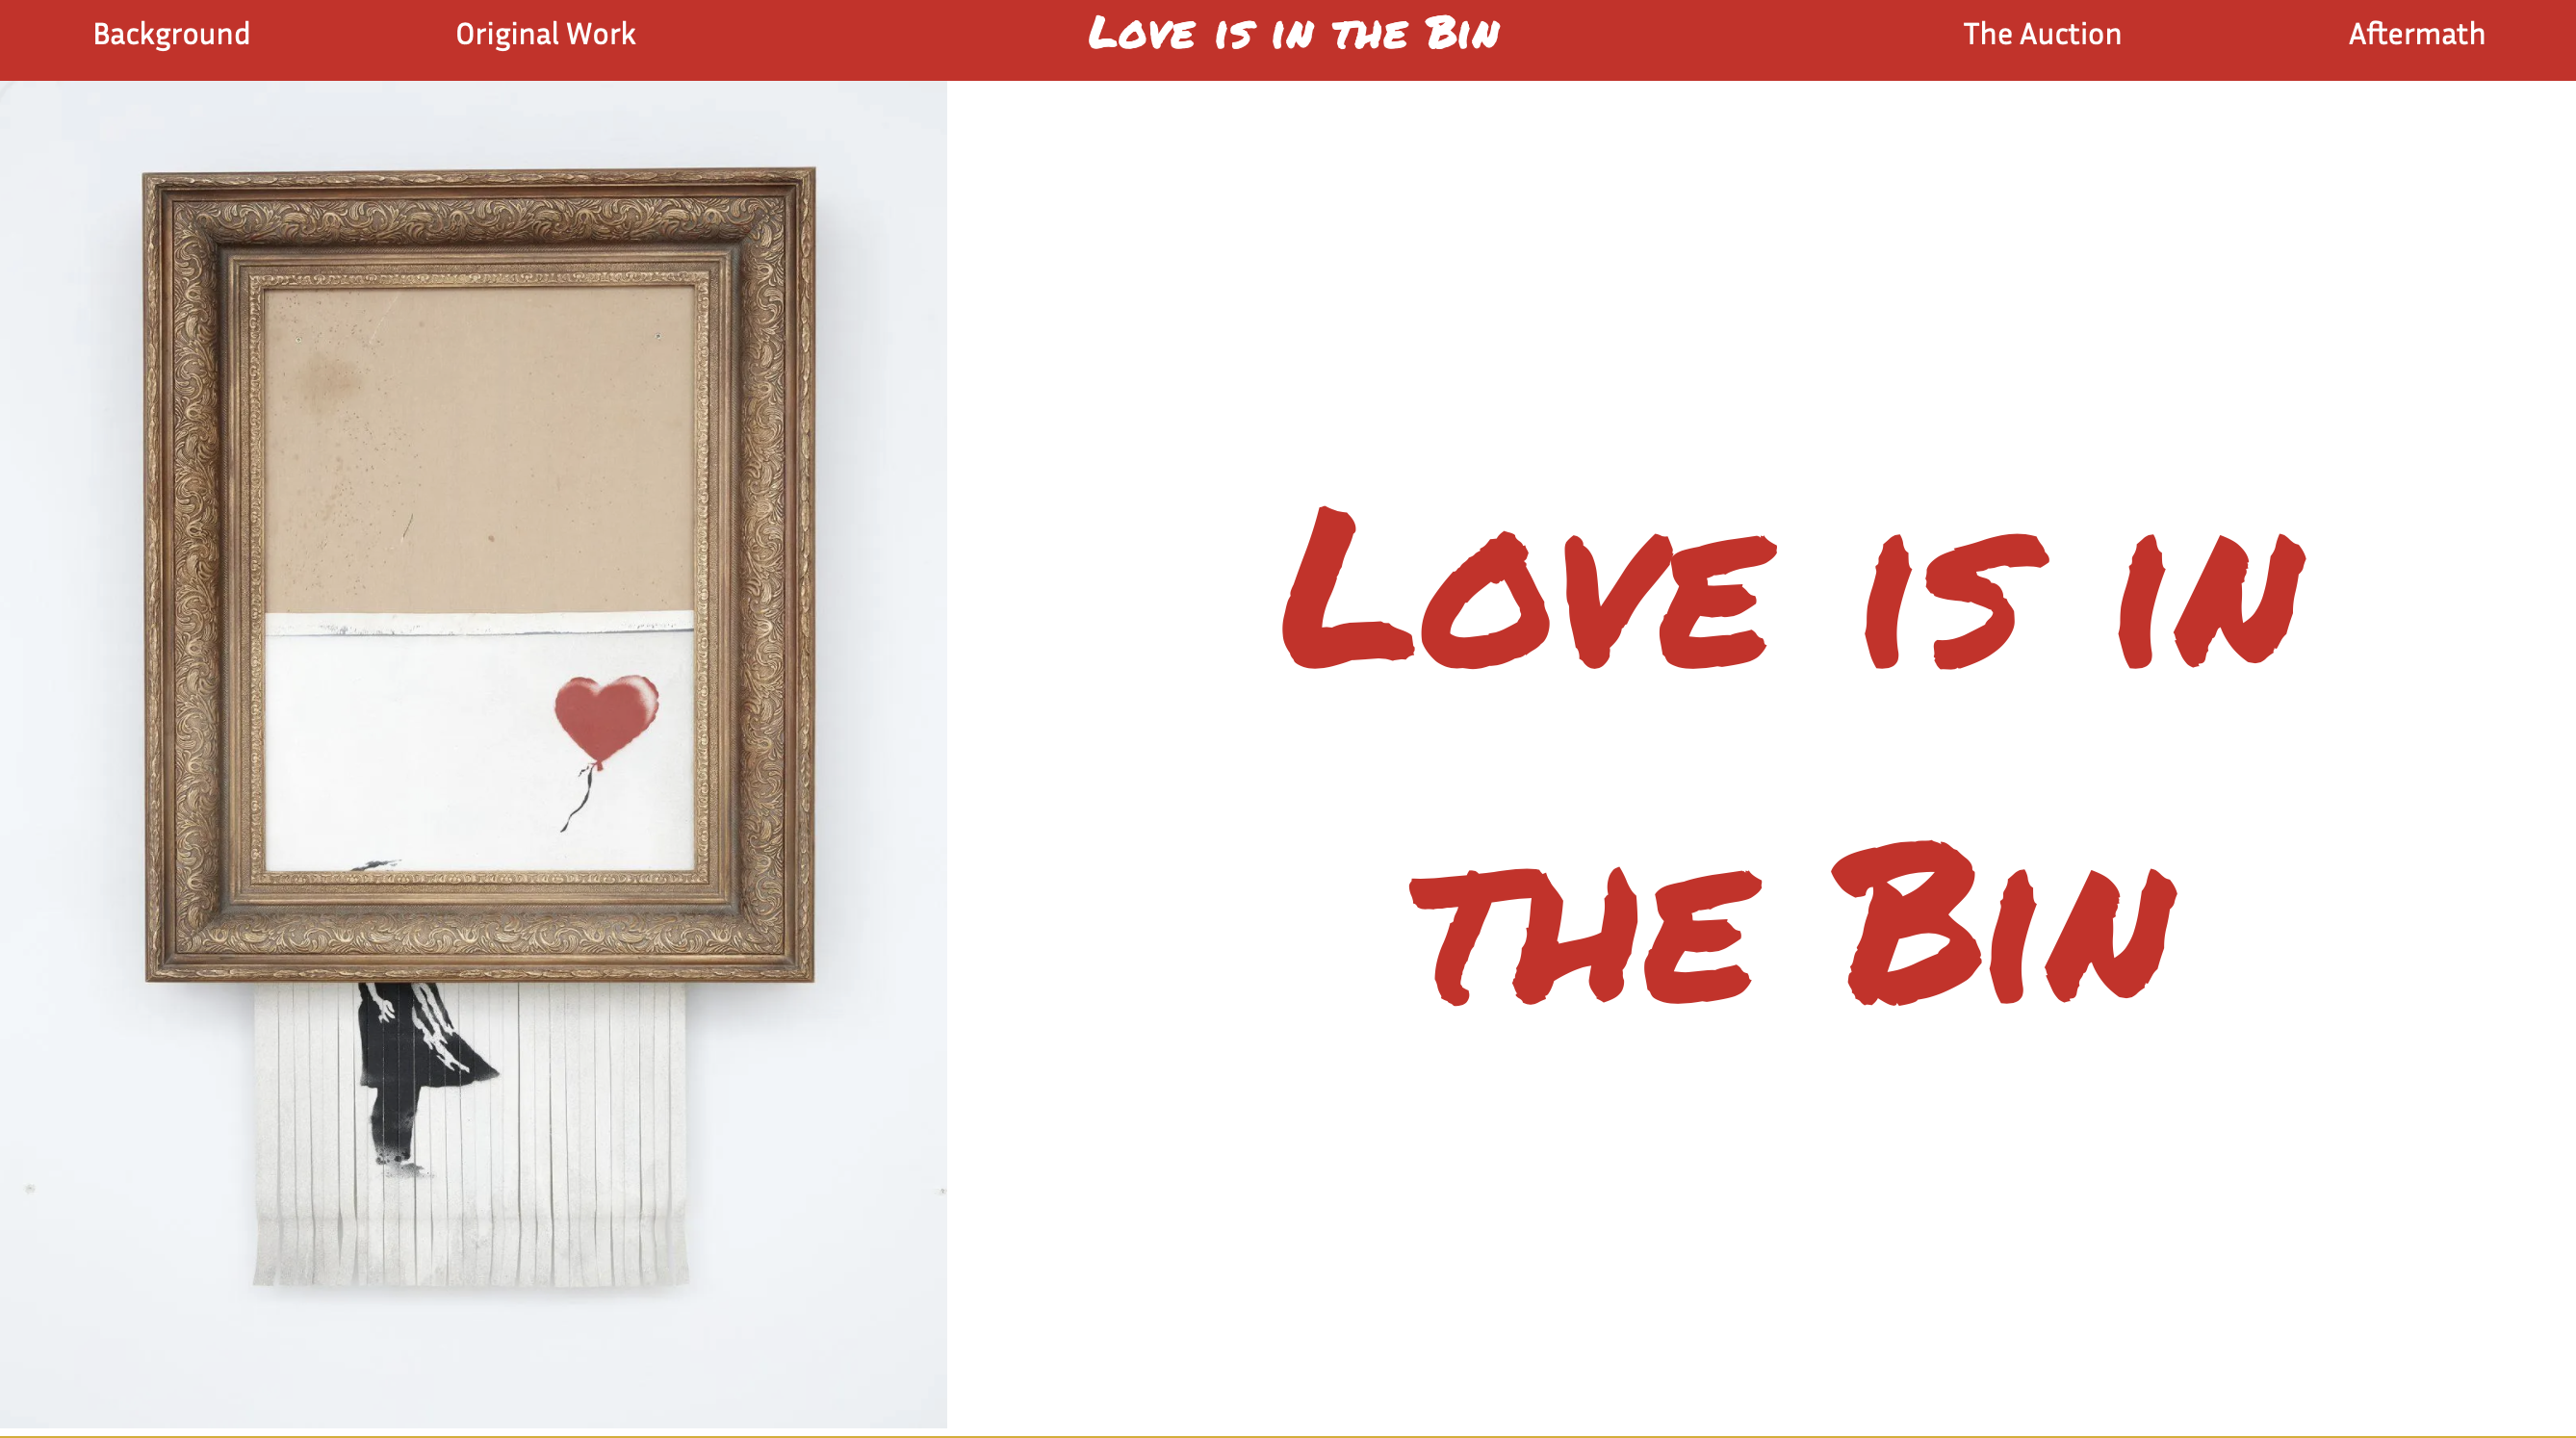 Background
Original Work
Love is in the Bin
The Auction
Aftermath
Love is in
the Bin